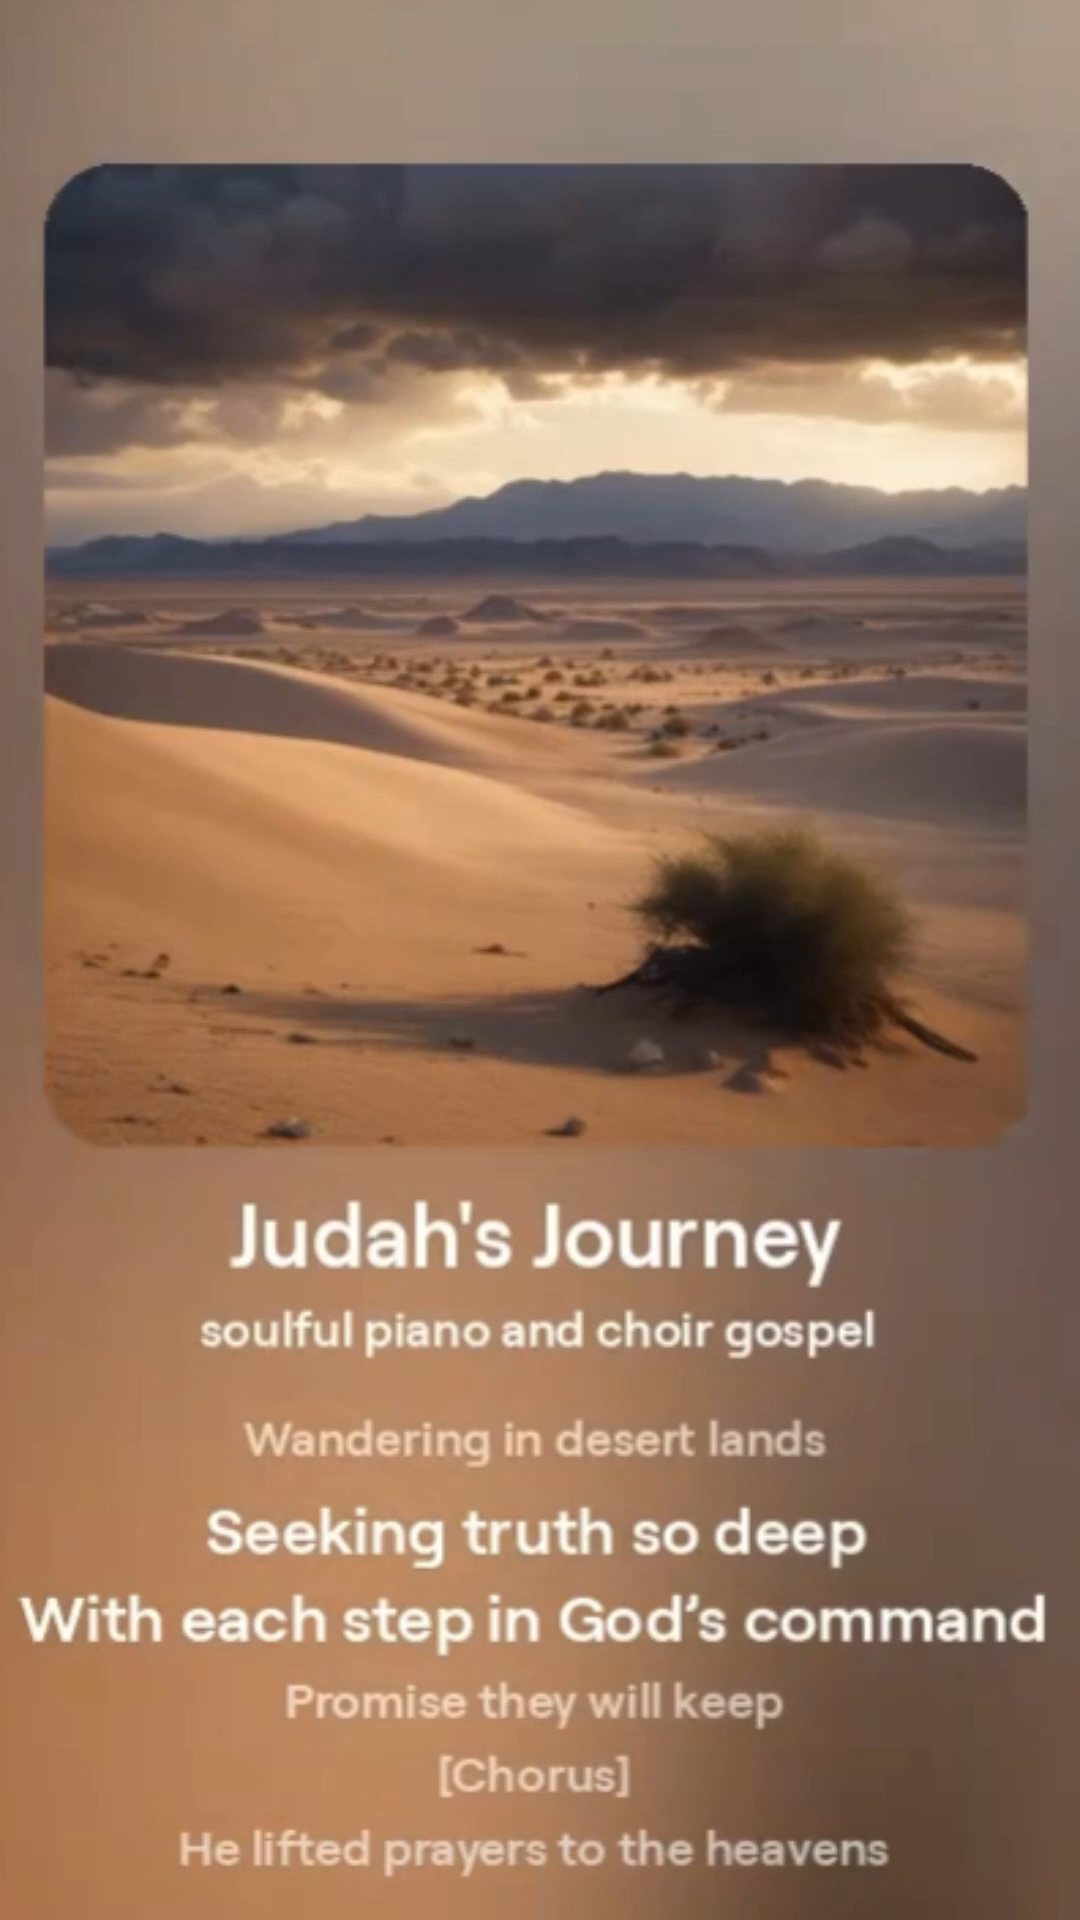 Judah's Journey
soulful piano and choir gospel
Wandering in desert lands
Seeking truth so deep
With each step in God’s command
Promise they will keep
[Chorus]
He lifted prayers to the heavens